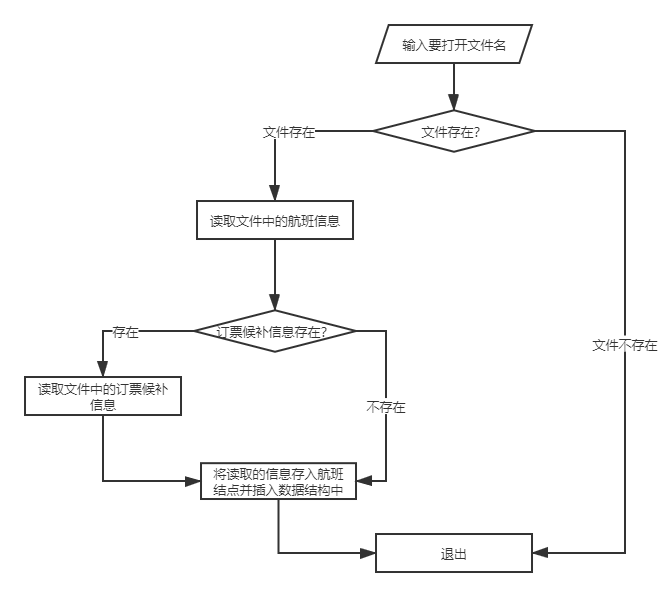 输入要打开文件名
文件存在?
文件存在
读取文件中的航班信息
订票候补信息存在?
存在
文件不存在
读取文件中的订票候补
信息
不存在
将读取的信息存入航班
结点并插入数据结构中
退出